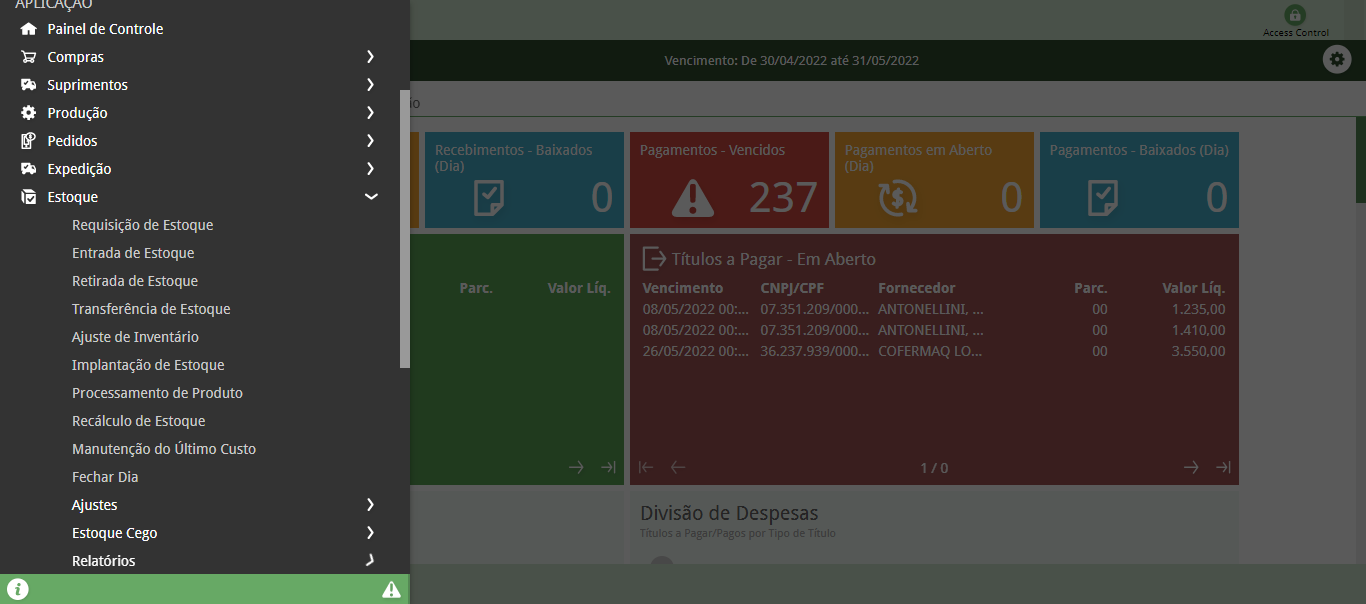 APLICAÇÃO
Painel de Controle
Compras
Suprimentos
Produção
Pedidos
Expedição
Estoque
Requisição de Estoque
Entrada de Estoque
Retirada de Estoque
Transferência de Estoque
Ajuste de Inventário
Implantação de Estoque
Processamento de Produto
Recálculo de Estoque
Manutenção do Último Custo
Fechar Dia
Ajustes
Estoque Cego
Relatórios
Access Control
Vencimento: De 30/04/2022 até 31/05/2022
Recebimentos - Baixados
(Dia)
0
Pagamentos - Vencidos
237
Pagamentos em Aberto
(Dia)
0
Pagamentos - Baixados (Dia)
0
Parc. Valor Líq.
Títulos a Pagar - Em Aberto
Vencimento CNPJ/CPF Fornecedor Parc. Valor Líq.
08/05/2022 00:... 07.351.209/000... ANTONELLINI, ... 00 1.235,00
08/05/2022 00:... 07.351.209/000... ANTONELLINI, ... 00 1.410,00
26/05/2022 00:... 36.237.939/000... COFERMAQ LO... 00 3.550,00
1 / 0
Divisão de Despesas
Títulos a Pagar/Pagos por Tipo de Título